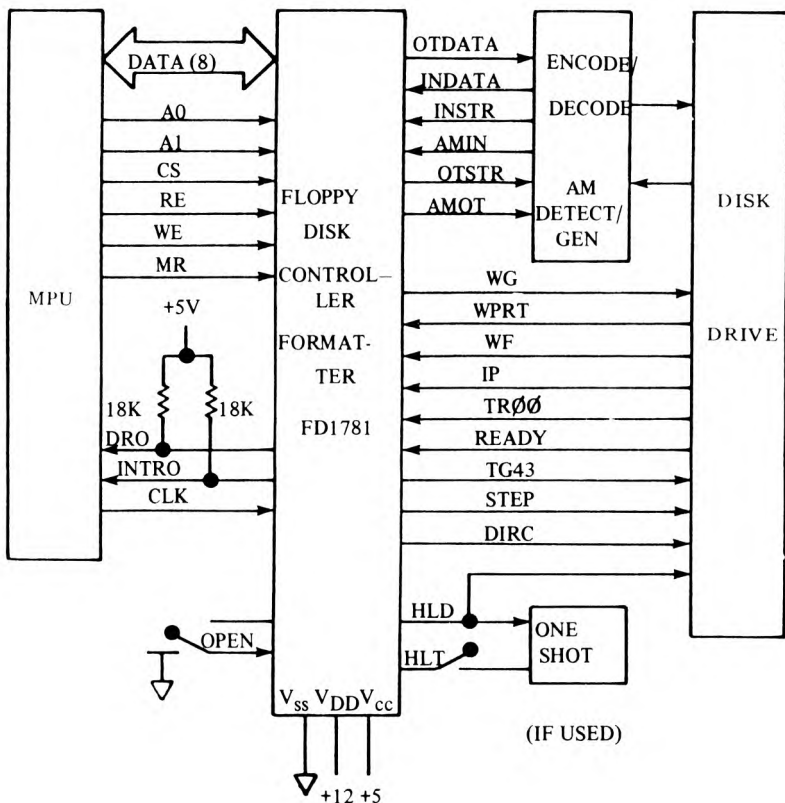 DATA (8)
A0
A1
CS
RE
WE
MR
MPU
+5V
18K
18K
DRO
INTRO
CLK
OPEN
FLOPPY
DISK
CONTROL–
LER
FORMAT-
TER
FD1781
Vss VDD Vcc
+12 +5
OTDATA
INDATA
INSTR
AMIN
OTSTR
AMOT
ENCODE/
DECODE
AM
DETECT/
GEN
WG
WPRT
WF
IP
TRØØ
READY
TG43
STEP
DIRC
HLD
HLT
ONE
SHOT
(IF USED)
DISK
DRIVE